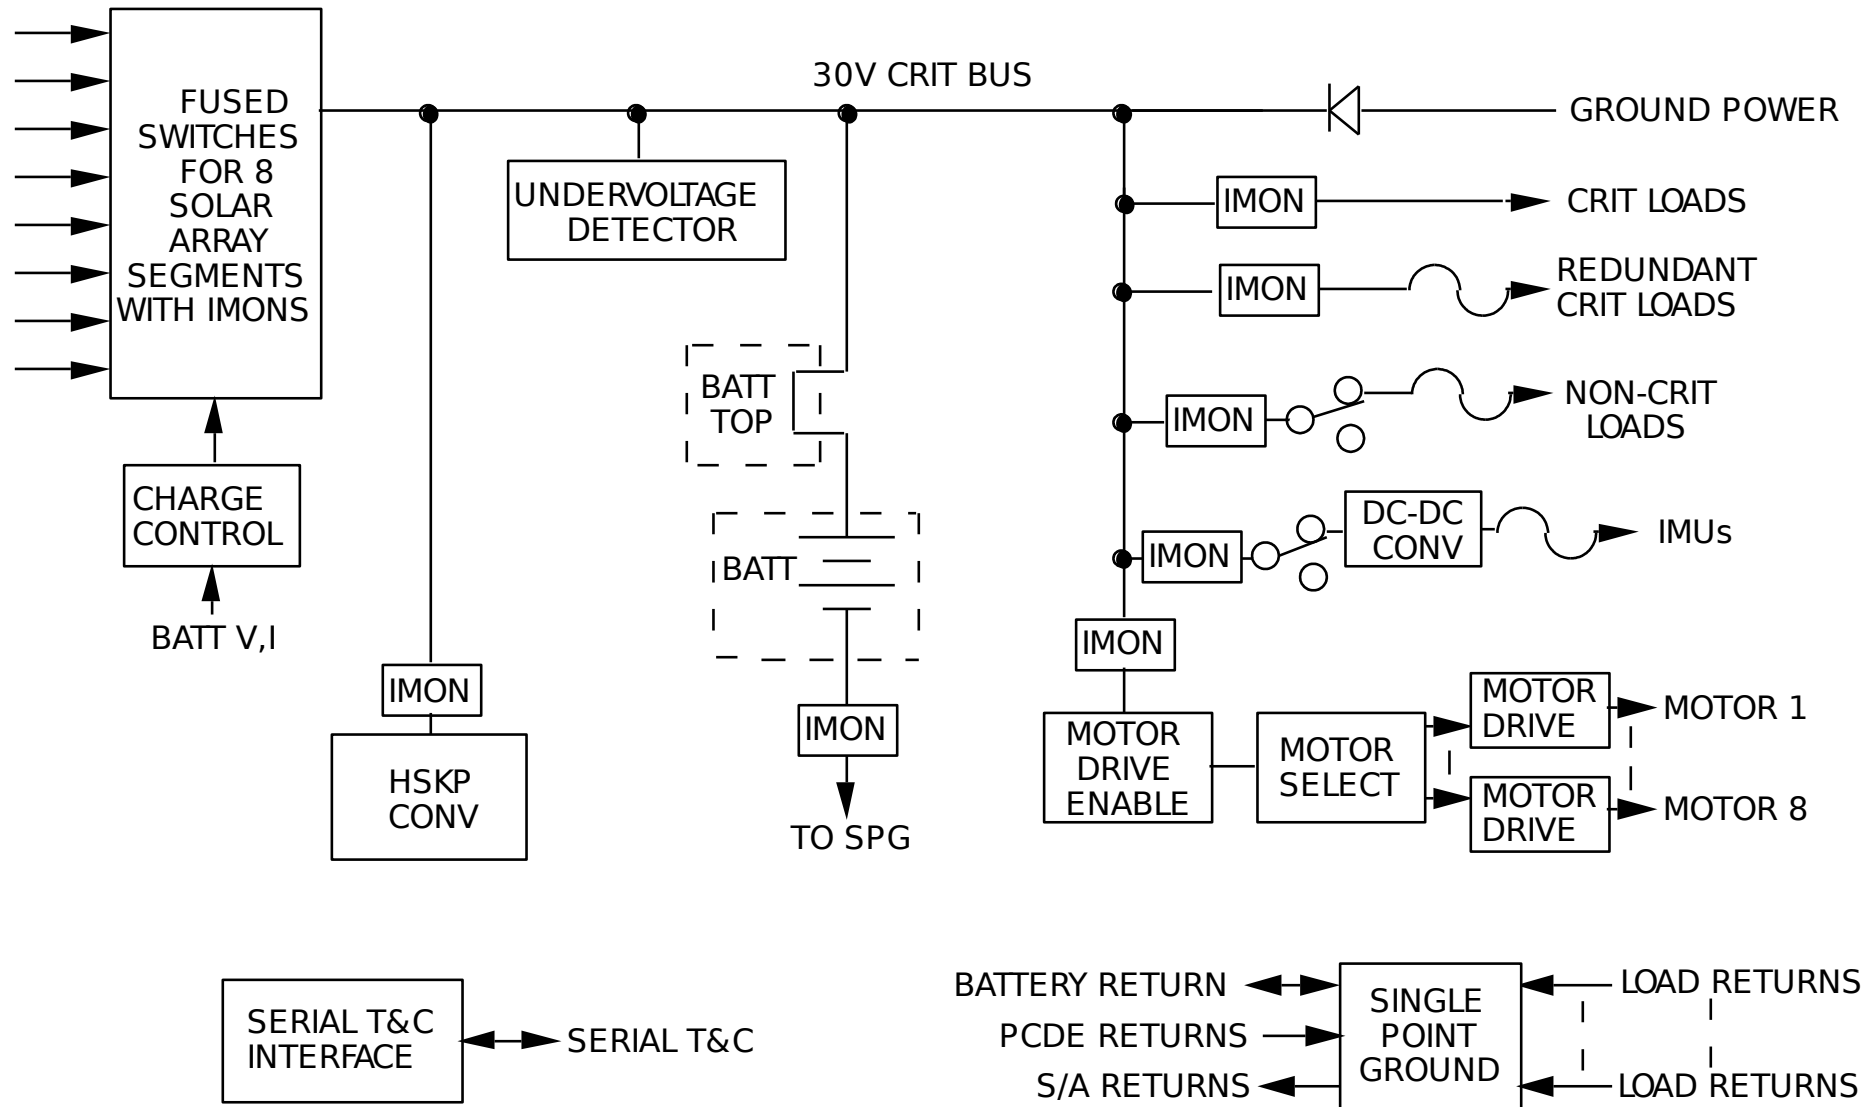 30V CRIT BUS
FUSED
SWITCHES
FOR 8
SOLAR
ARRAY
SEGMENTS
WITH IMONS
GROUND POWER
UNDERVOLTAGE
DETECTOR
IMON
CRIT LOADS
IMON
REDUNDANT
CRIT LOADS
BATT
TOP
IMON
NON-CRIT
LOADS
CHARGE
CONTROL
BATT V,I
BATT
IMON
DC-DC
CONV
IMUs
IMON
IMON
HSKP
CONV
IMON
TO SPG
MOTOR
DRIVE
ENABLE
MOTOR
SELECT
MOTOR
DRIVE
MOTOR 1
MOTOR
DRIVE
MOTOR 8
SERIAL T&C
INTERFACE
SERIAL T&C
BATTERY RETURN
PCDE RETURNS
S/A RETURNS
SINGLE
POINT
GROUND
LOAD RETURNS
LOAD RETURNS